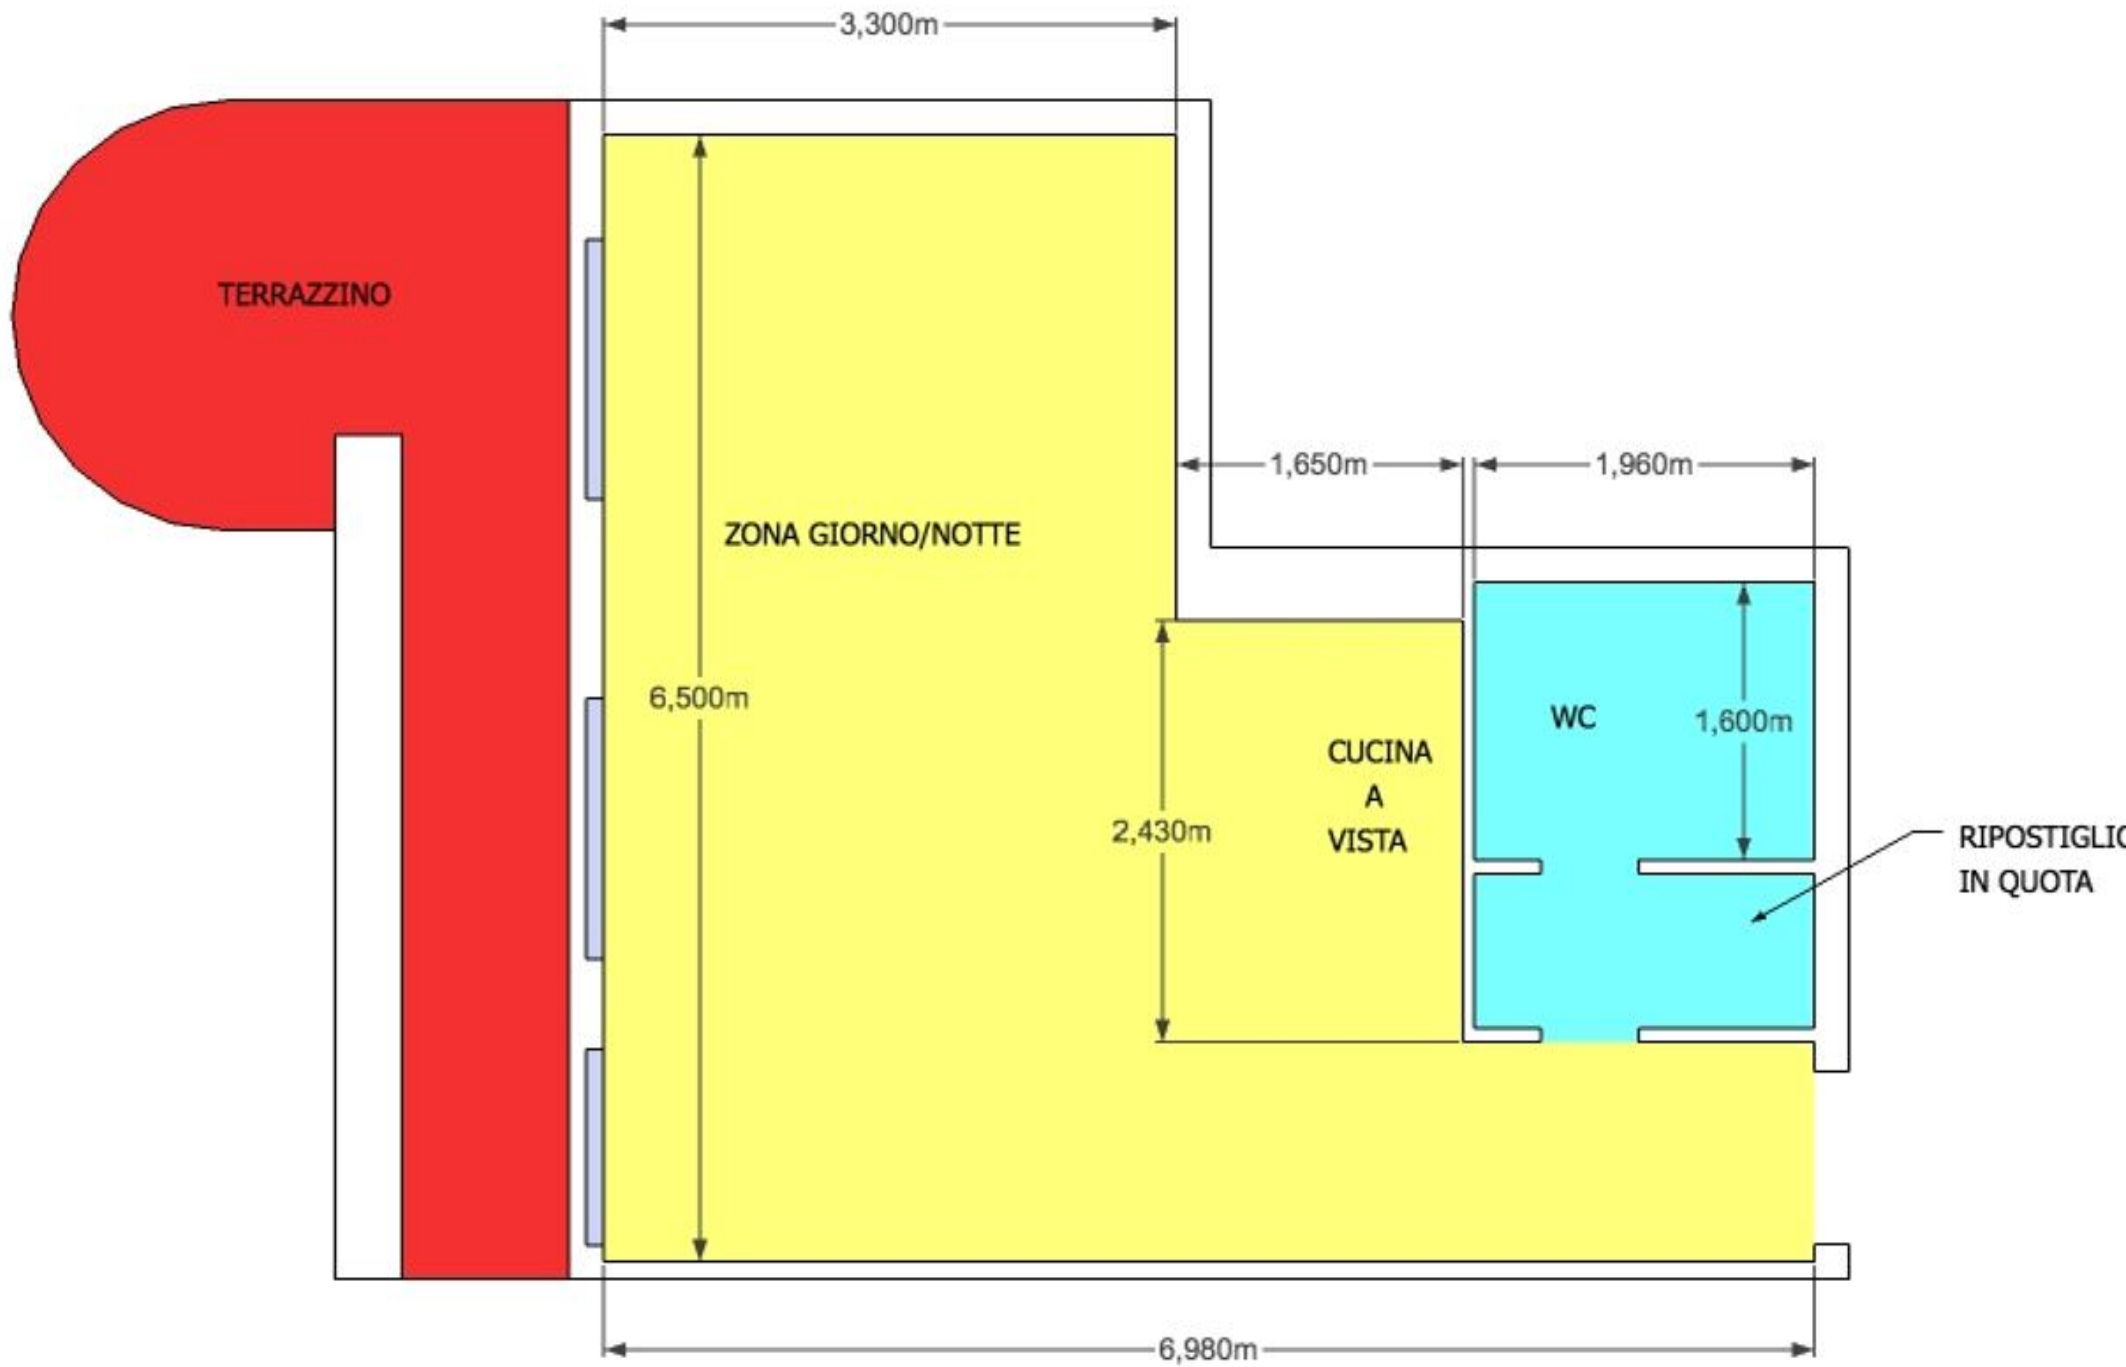 3,300m
TERRAZZINO
1,650m
1,960m
ZONA GIORNO/NOTTE
6,500m
WC
1,600m
CUCINA
A
VISTA
2,430m
RIPOSTIGLIO
IN QUOTA
6,980m